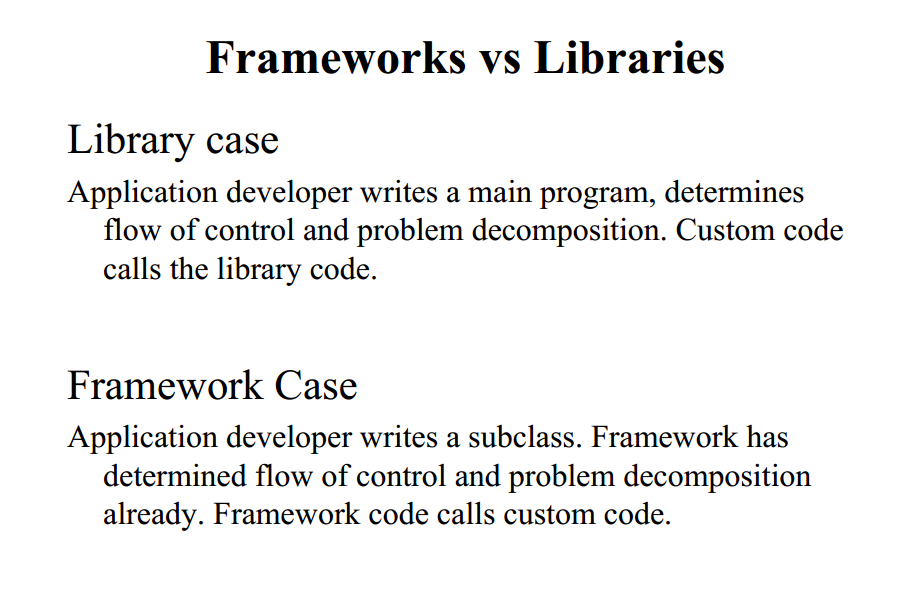 Frameworks vs Libraries
Library case
Application developer writes a main program, determines
flow of control and problem decomposition. Custom code
calls the library code.
Framework Case
Application developer writes a subclass. Framework has
determined flow of control and problem decomposition
already. Framework code calls custom code.